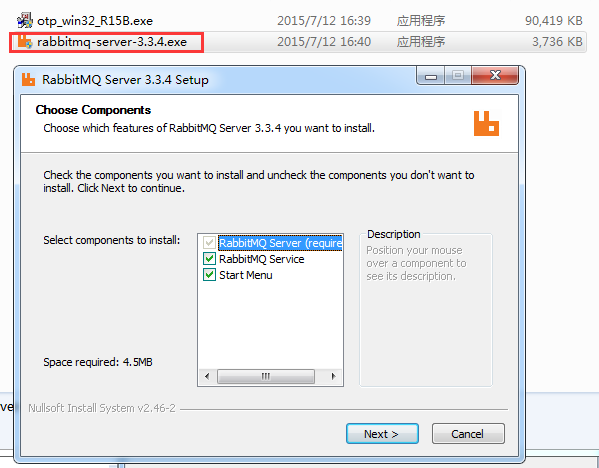 otp_win32_R15B.exe 2015/7/12 16:39 应用程序 90,419 KB
rabbitmq-server-3.3.4.exe 2015/7/12 16:40 应用程序 3,736 KB
RabbitMQ Server 3.3.4 Setup
Choose Components
Choose which features of RabbitMQ Server 3.3.4 you want to install.
Check the components you want to install and uncheck the components you don't want to
install. Click Next to continue.
Select components to install:
RabbitMQ Server (require
RabbitMQ Service
Start Menu
Description
Position your mouse
over a component to
see its description.
Space required: 4.5MB
Nullsoft Install System v2.46-2
Next >
Cancel